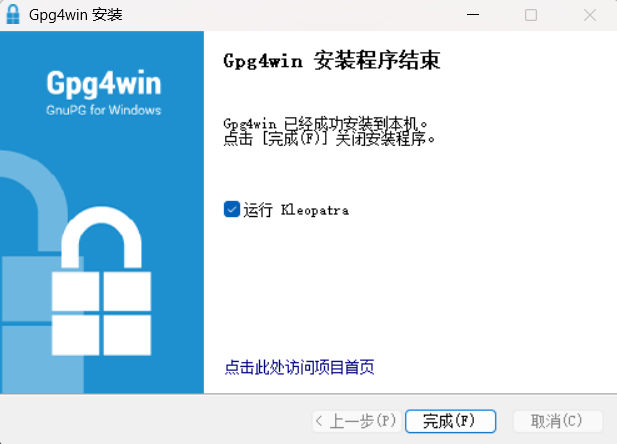 Gpg4win 安装
Gpg4win
GnuPG for Windows
Gpg4win 安装程序结束
Gpg4win 已经成功安装到本机。
点击 [完成(F)] 关闭安装程序。
运行 Kleopatra
点击此处访问项目首页
< 上一步(P)
完成(F)
取消(C)